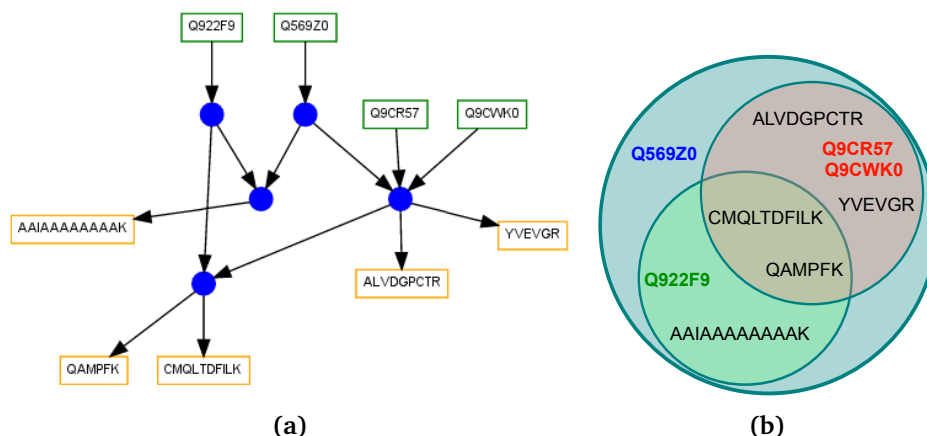 Q922F9
Q569Z0
Q9CR57
Q9CWK0
AAIAAAAAAAAK
YVEVGR
ALVDGPCTR
QAMPFK
CMQLTDFILK
(a)
ALVDGPCTR
Q569Z0
Q9CR57
Q9CWK0
YVEVGR
CMQLTDFILK
QAMPFK
Q922F9
AAIAAAAAAAAK
(b)